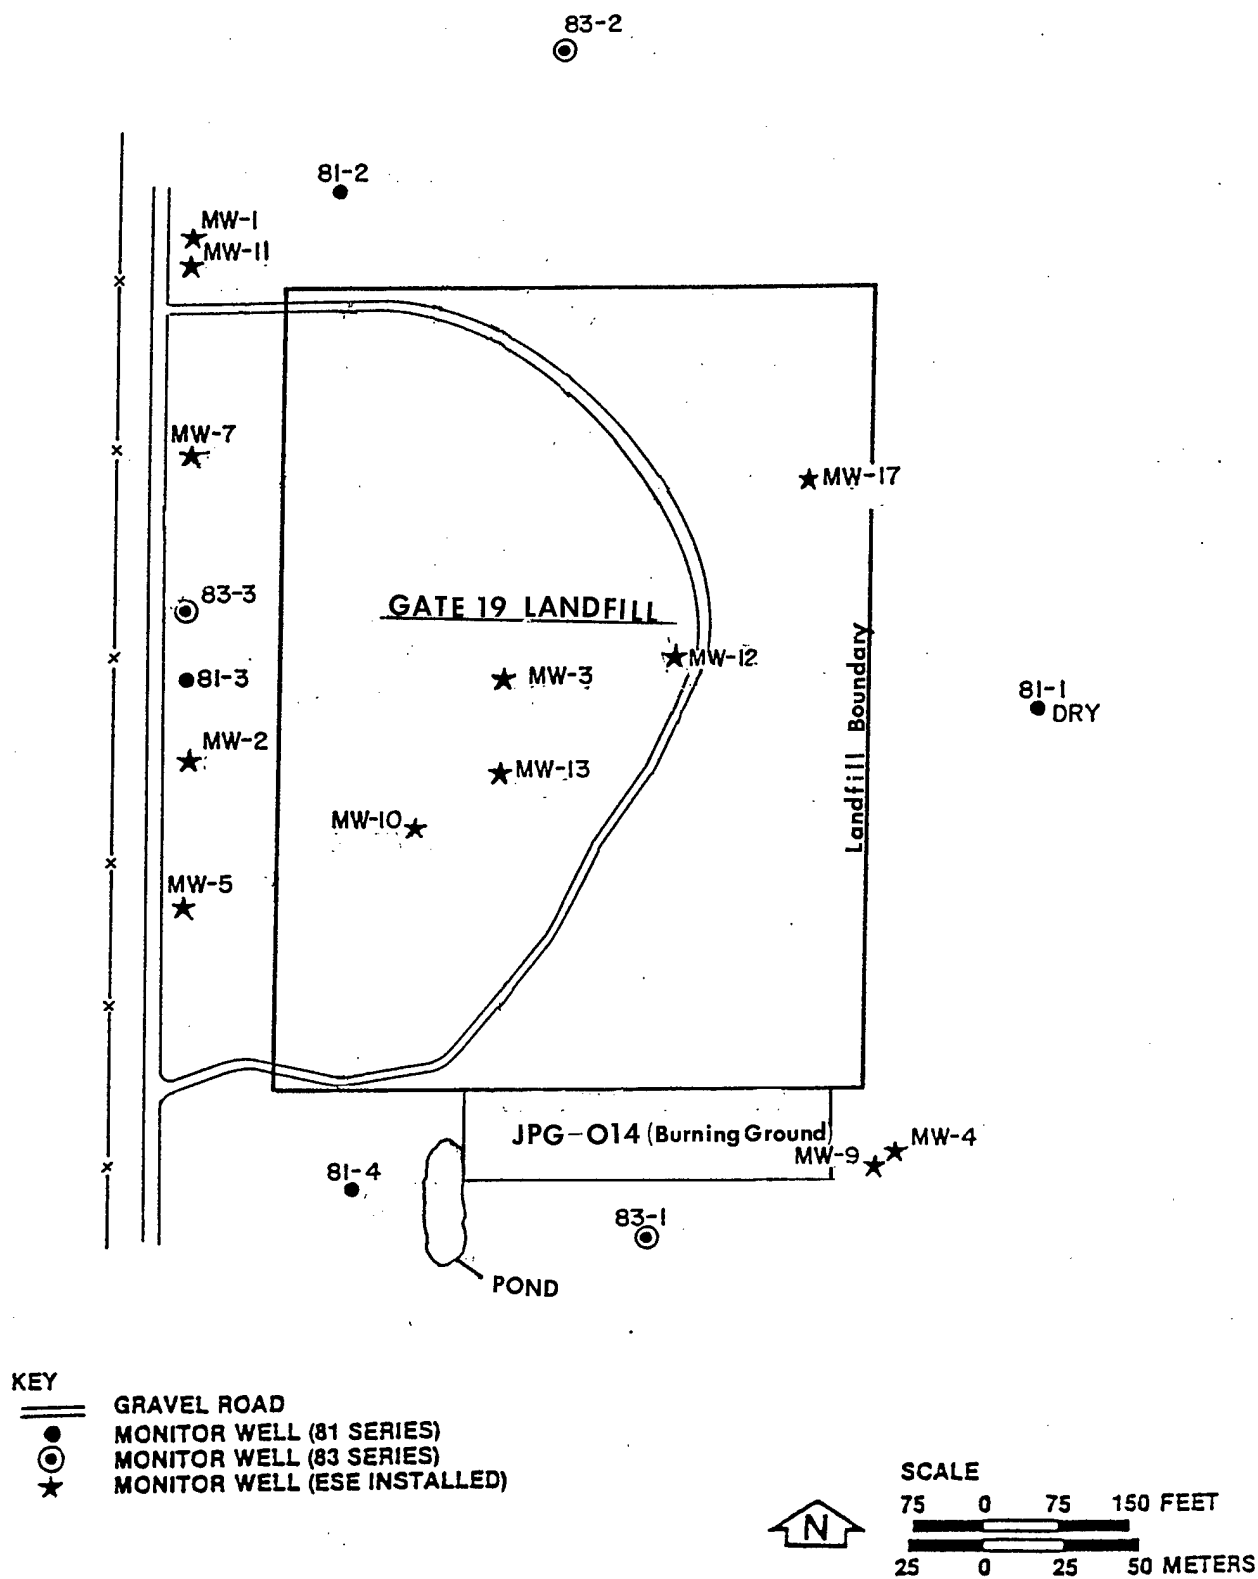 83-2
81-2
MW-1
MW-11
MW-7
MW-17
83-3
GATE 19 LANDFILL
MW-12
81-3
MW-3
81-1
DRY
MW-2
MW-13
Landfill Boundary
MW-10
MW-5
JPG-014 (Burning Ground)
MW-4
MW-9
81-4
83-1
POND
KEY
GRAVEL ROAD
MONITOR WELL (81 SERIES)
MONITOR WELL (83 SERIES)
MONITOR WELL (ESE INSTALLED)
SCALE
75 0 75 150 FEET
N
25 0 25 50 METERS